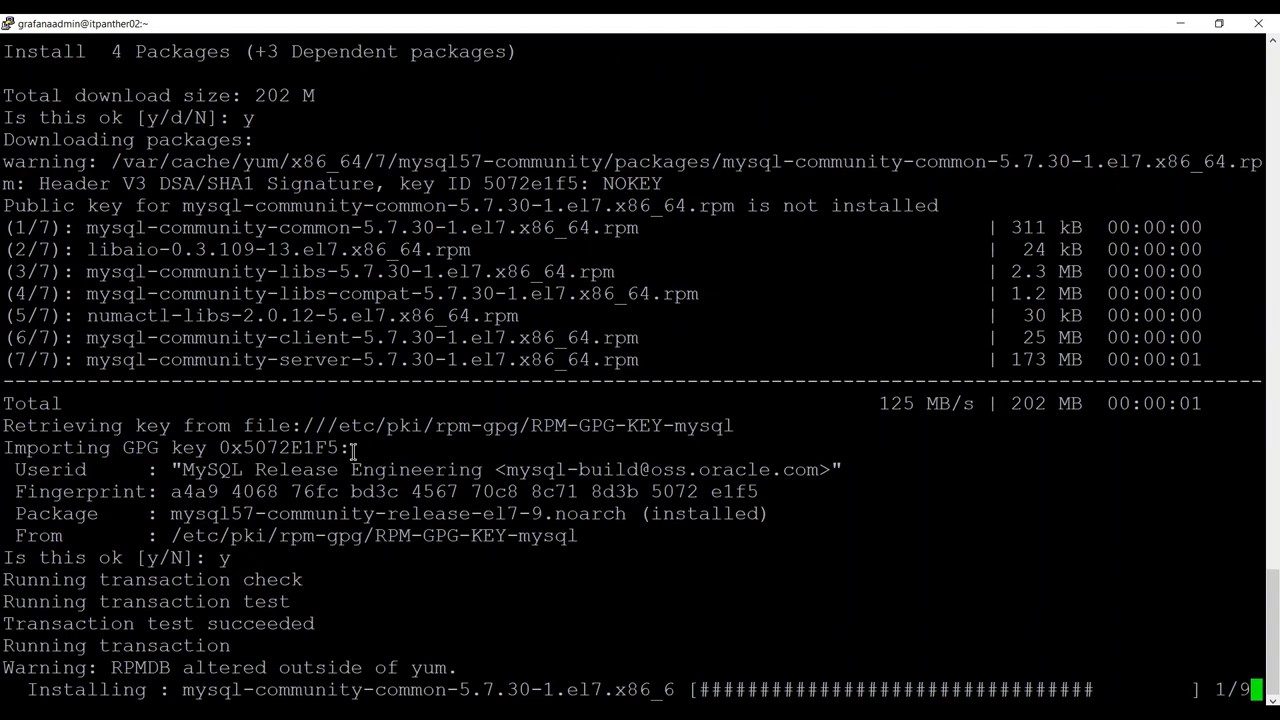 grafanaadmin@itpanther02:~
Install  4 Packages (+3 Dependent packages)
Total download size: 202 M
Is this ok [y/d/N]: y
Downloading packages:
warning: /var/cache/yum/x86_64/7/mysql57-community/packages/mysql-community-common-5.7.30-1.el7.x86_64.rp
m: Header V3 DSA/SHA1 Signature, key ID 5072e1f5: NOKEY
Public key for mysql-community-common-5.7.30-1.el7.x86_64.rpm is not installed
(1/7): mysql-community-common-5.7.30-1.el7.x86_64.rpm | 311 kB 00:00:00
(2/7): libaio-0.3.109-13.el7.x86_64.rpm | 24 kB 00:00:00
(3/7): mysql-community-libs-5.7.30-1.el7.x86_64.rpm | 2.3 MB 00:00:00
(4/7): mysql-community-libs-compat-5.7.30-1.el7.x86_64.rpm | 1.2 MB 00:00:00
(5/7): numactl-libs-2.0.12-5.el7.x86_64.rpm | 30 kB 00:00:00
(6/7): mysql-community-client-5.7.30-1.el7.x86_64.rpm | 25 MB 00:00:00
(7/7): mysql-community-server-5.7.30-1.el7.x86_64.rpm | 173 MB 00:00:01
----------------------------------------------------------------------------------------------------------
Total 125 MB/s | 202 MB 00:00:01
Retrieving key from file:///etc/pki/rpm-gpg/RPM-GPG-KEY-mysql
Importing GPG key 0x5072E1F5:
Userid : "MySQL Release Engineering <mysql-build@oss.oracle.com>"
Fingerprint: a4a9 4068 76fc bd3c 4567 70c8 8c71 8d3b 5072 e1f5
Package : mysql57-community-release-el7-9.noarch (installed)
From : /etc/pki/rpm-gpg/RPM-GPG-KEY-mysql
Is this ok [y/N]: y
Running transaction check
Running transaction test
Transaction test succeeded
Running transaction
Warning: RPMDB altered outside of yum.
Installing : mysql-community-common-5.7.30-1.el7.x86_6 [################################# ] 1/9